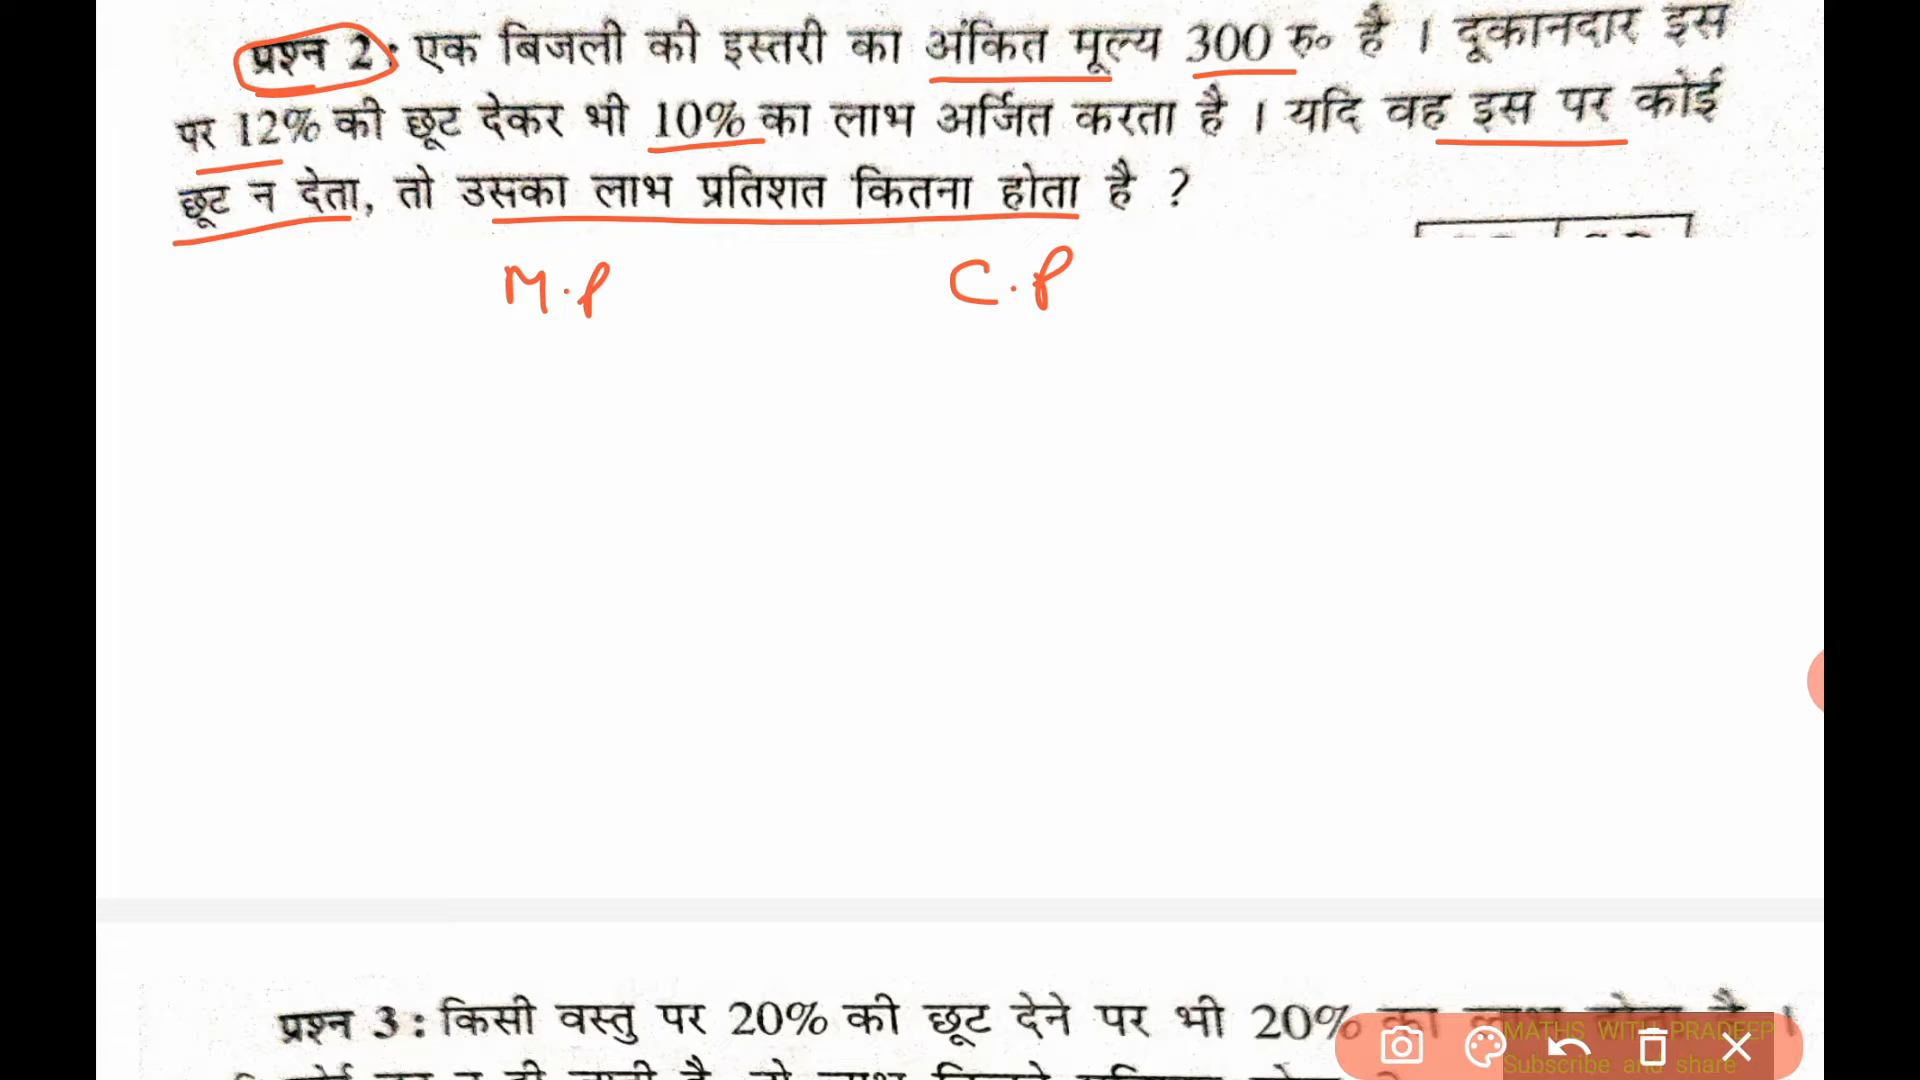 प्रश्न 2 : एक बिजली की इस्तरी का अंकित मूल्य 300 रु० है । दूकानदार इस
पर 12% की छूट देकर भी 10% का लाभ अर्जित करता है । यदि वह इस पर कोई
छूट न देता, तो उसका लाभ प्रतिशत कितना होता है ?
M.P C.P
प्रश्न 3 : किसी वस्तु पर 20% की छूट देने पर भी 20%
MATHS WITH PRADEEP
Subscribe and share